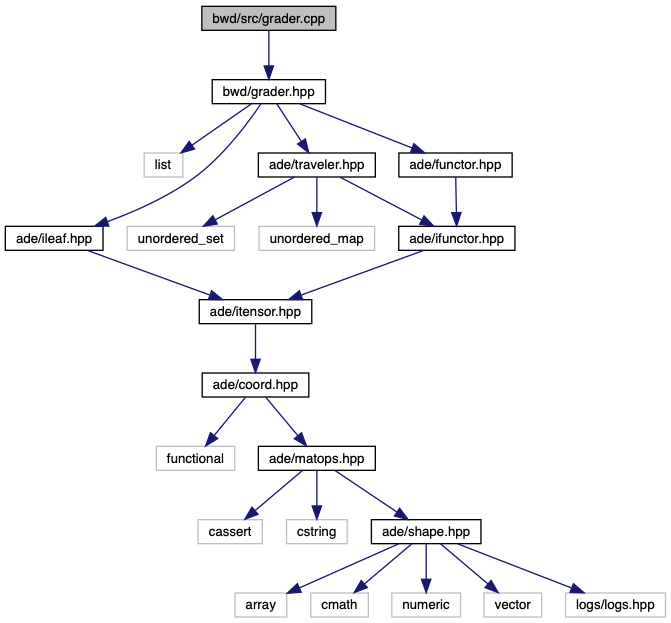 bwd/src/grader.cpp
bwd/grader.hpp
list
ade/traveler.hpp
ade/functor.hpp
ade/ileaf.hpp
unordered_set
unordered_map
ade/ifunctor.hpp
ade/itensor.hpp
ade/coord.hpp
functional
ade/matops.hpp
cassert
cstring
ade/shape.hpp
array
cmath
numeric
vector
logs/logs.hpp